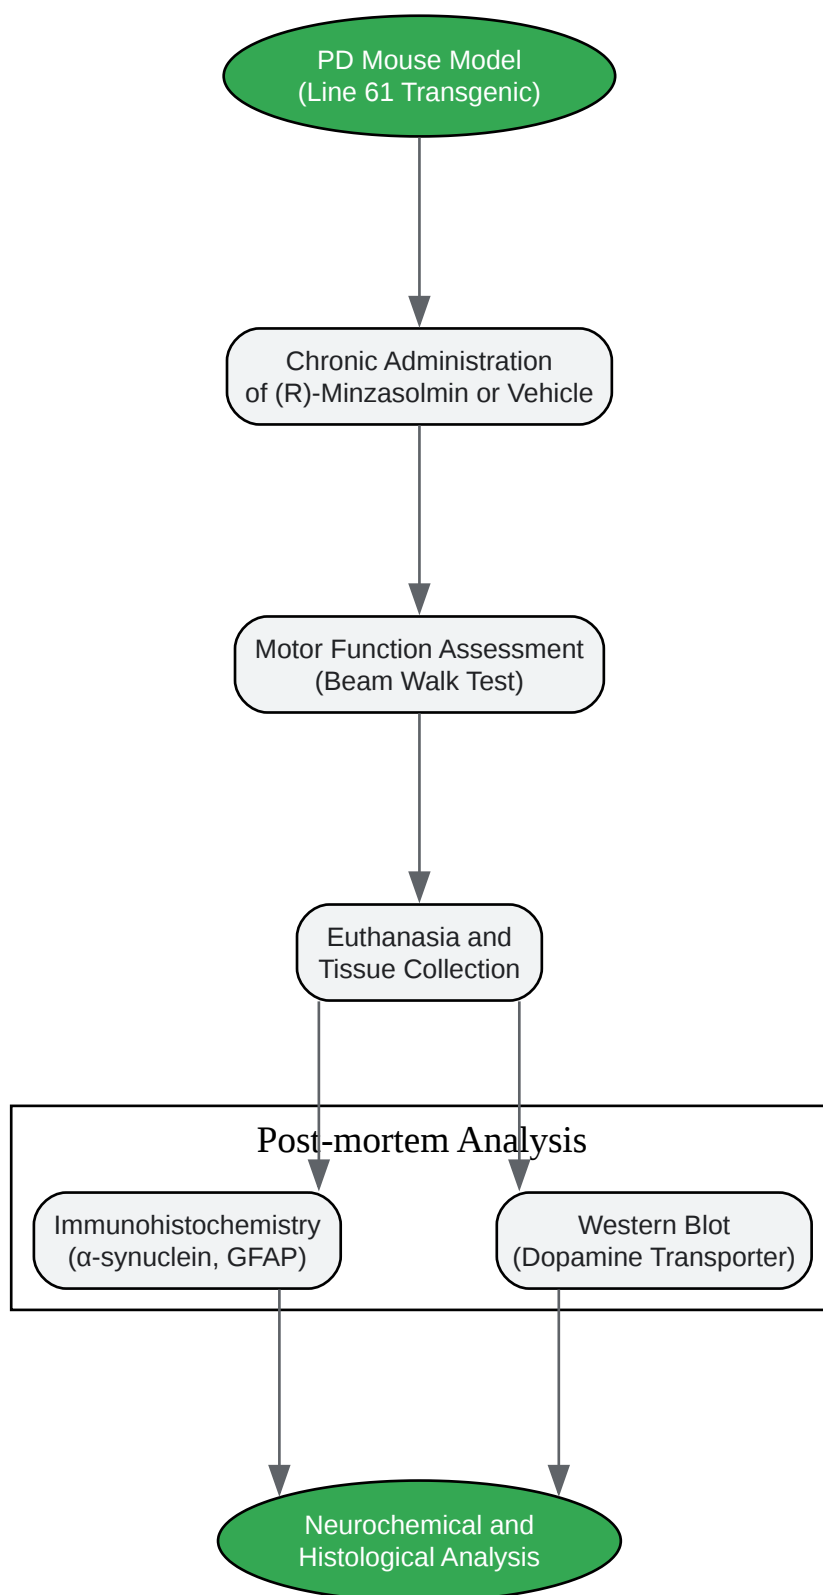 PD Mouse Model
(Line 61 Transgenic)
Chronic Administration
of (R)-Minzasolmin or Vehicle
Motor Function Assessment
(Beam Walk Test)
Euthanasia and
Tissue Collection
Post-mortem Analysis
Immunohistochemistry
(α-synuclein, GFAP)
Western Blot
(Dopamine Transporter)
Neurochemical and
Histological Analysis